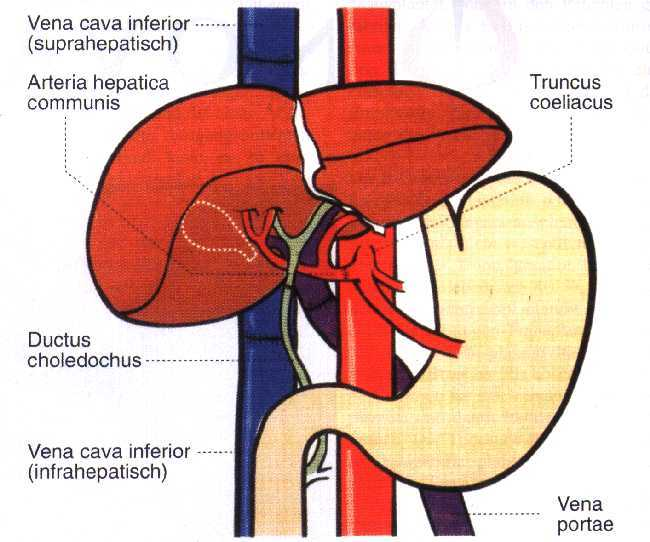 Vena cava inferior
(suprahepatisch)
Arteria hepatica
communis
Truncus
coeliacus
Ductus
choledochus
Vena cava inferior
(infrahepatisch)
Vena
portae